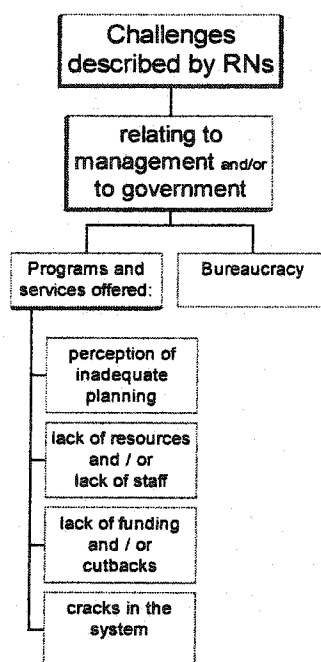 Challenges
described by RNs
relating to
management and/or
to government
Programs and
services offered:
Bureaucracy
perception of
inadequate
planning
lack of resources
and / or
lack of staff
lack of funding
and / or
cutbacks
cracks in the
system